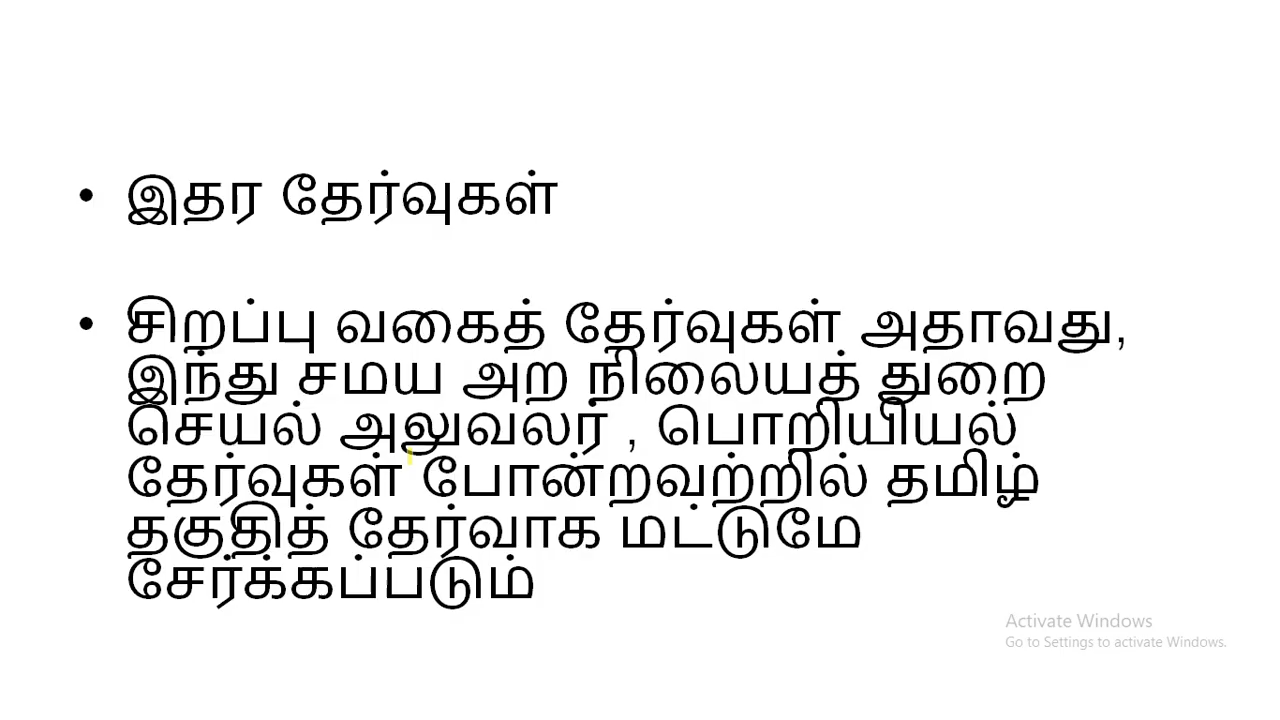 • இதர தேர்வுகள்
• சிறப்பு வகைத் தேர்வுகள் அதாவது,
இந்து சமய அற நிலையத் துறை
செயல் அலுவலர் , பொறியியல்
தேர்வுகள் போன்றவற்றில் தமிழ்
தகுதித் தேர்வாக மட்டுமே
சேர்க்கப்படும்
Activate Windows
Go to Settings to activate Windows.